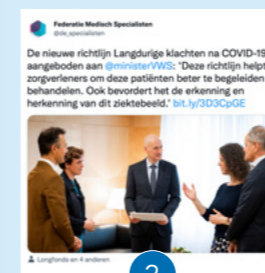 Federatie Medisch Specialisten
@de_specialisten
De nieuwe richtlijn Langdurige klachten na COVID-19
aangeboden aan @ministerVWS: "Deze richtlijn helpt
zorgverleners om deze patiënten beter te begeleiden
behandelen. Ook bevordert het de erkenning en
herkenning van dit ziektebeeld." bit.ly/3D3CpGE
Longfonds en 4 anderen
2